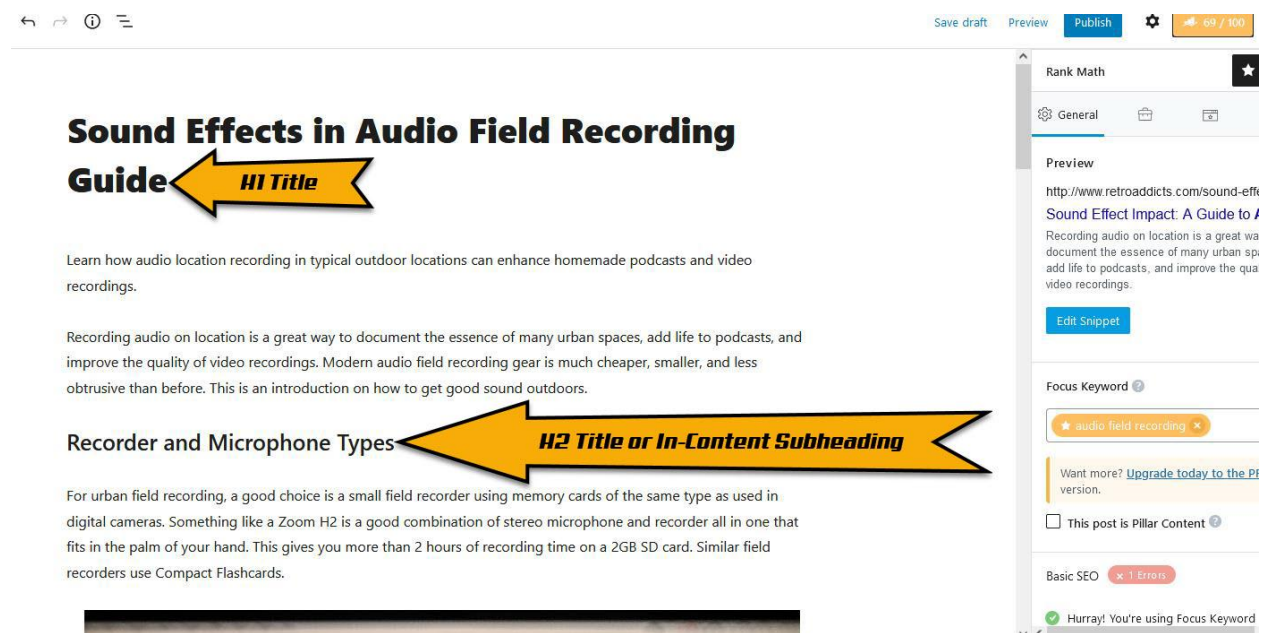 Save draft Preview Publish 69 / 100
Sound Effects in Audio Field Recording
Guide
H1 Title
Learn how audio location recording in typical outdoor locations can enhance homemade podcasts and video
recordings.
Recording audio on location is a great way to document the essence of many urban spaces, add life to podcasts, and
improve the quality of video recordings. Modern audio field recording gear is much cheaper, smaller, and less
obtrusive than before. This is an introduction on how to get good sound outdoors.
Recorder and Microphone Types
H2 Title or In-Content Subheading
For urban field recording, a good choice is a small field recorder using memory cards of the same type as used in
digital cameras. Something like a Zoom H2 is a good combination of stereo microphone and recorder all in one that
fits in the palm of your hand. This gives you more than 2 hours of recording time on a 2GB SD card. Similar field
recorders use Compact Flashcards.
Rank Math
General
Preview
http://www.retroaddicts.com/sound-effe
Sound Effect Impact: A Guide to
Recording audio on location is a great wa
document the essence of many urban spa
add life to podcasts, and improve the qua
video recordings.
Edit Snippet
Focus Keyword
audio field recording
Want more? Upgrade today to the
version.
This post is Pillar Content
Basic SEO × 1 Errors
Hurray! You're using Focus Keyword